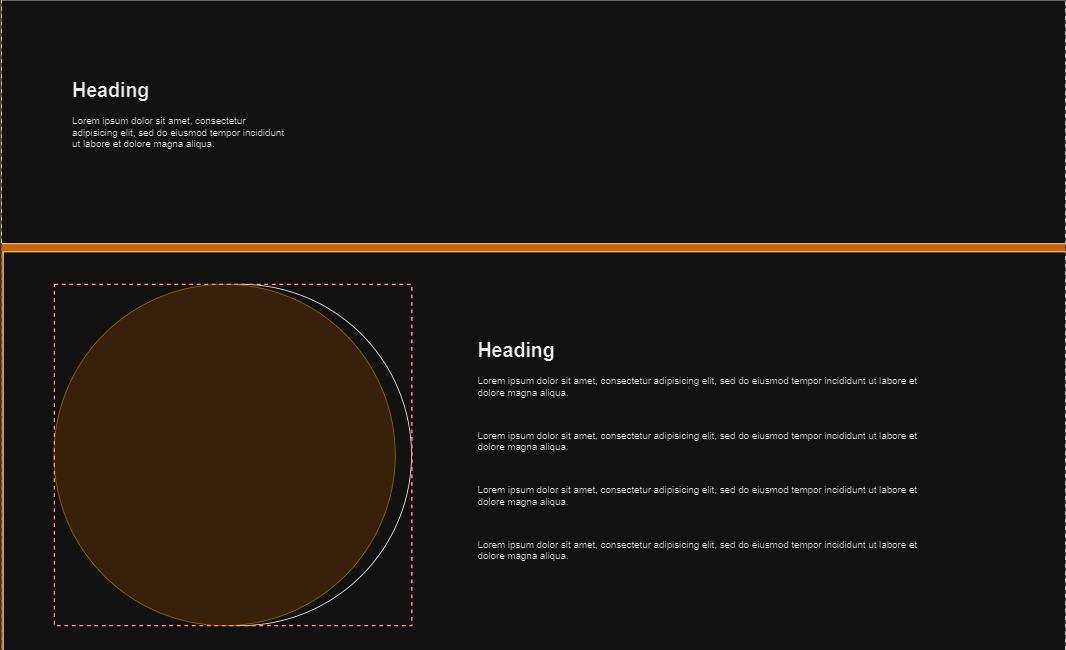 Heading
Lorem ipsum dolor sit amet, consectetur
adipisicing elit, sed do eiusmod tempor incididunt
ut labore et dolore magna aliqua.
Heading
Lorem ipsum dolor sit amet, consectetur adipisicing elit, sed do eiusmod tempor incididunt ut labore et
dolore magna aliqua.
Lorem ipsum dolor sit amet, consectetur adipisicing elit, sed do eiusmod tempor incididunt ut labore et
dolore magna aliqua.
Lorem ipsum dolor sit amet, consectetur adipisicing elit, sed do eiusmod tempor incididunt ut labore et
dolore magna aliqua.
Lorem ipsum dolor sit amet, consectetur adipisicing elit, sed do eiusmod tempor incididunt ut labore et
dolore magna aliqua.